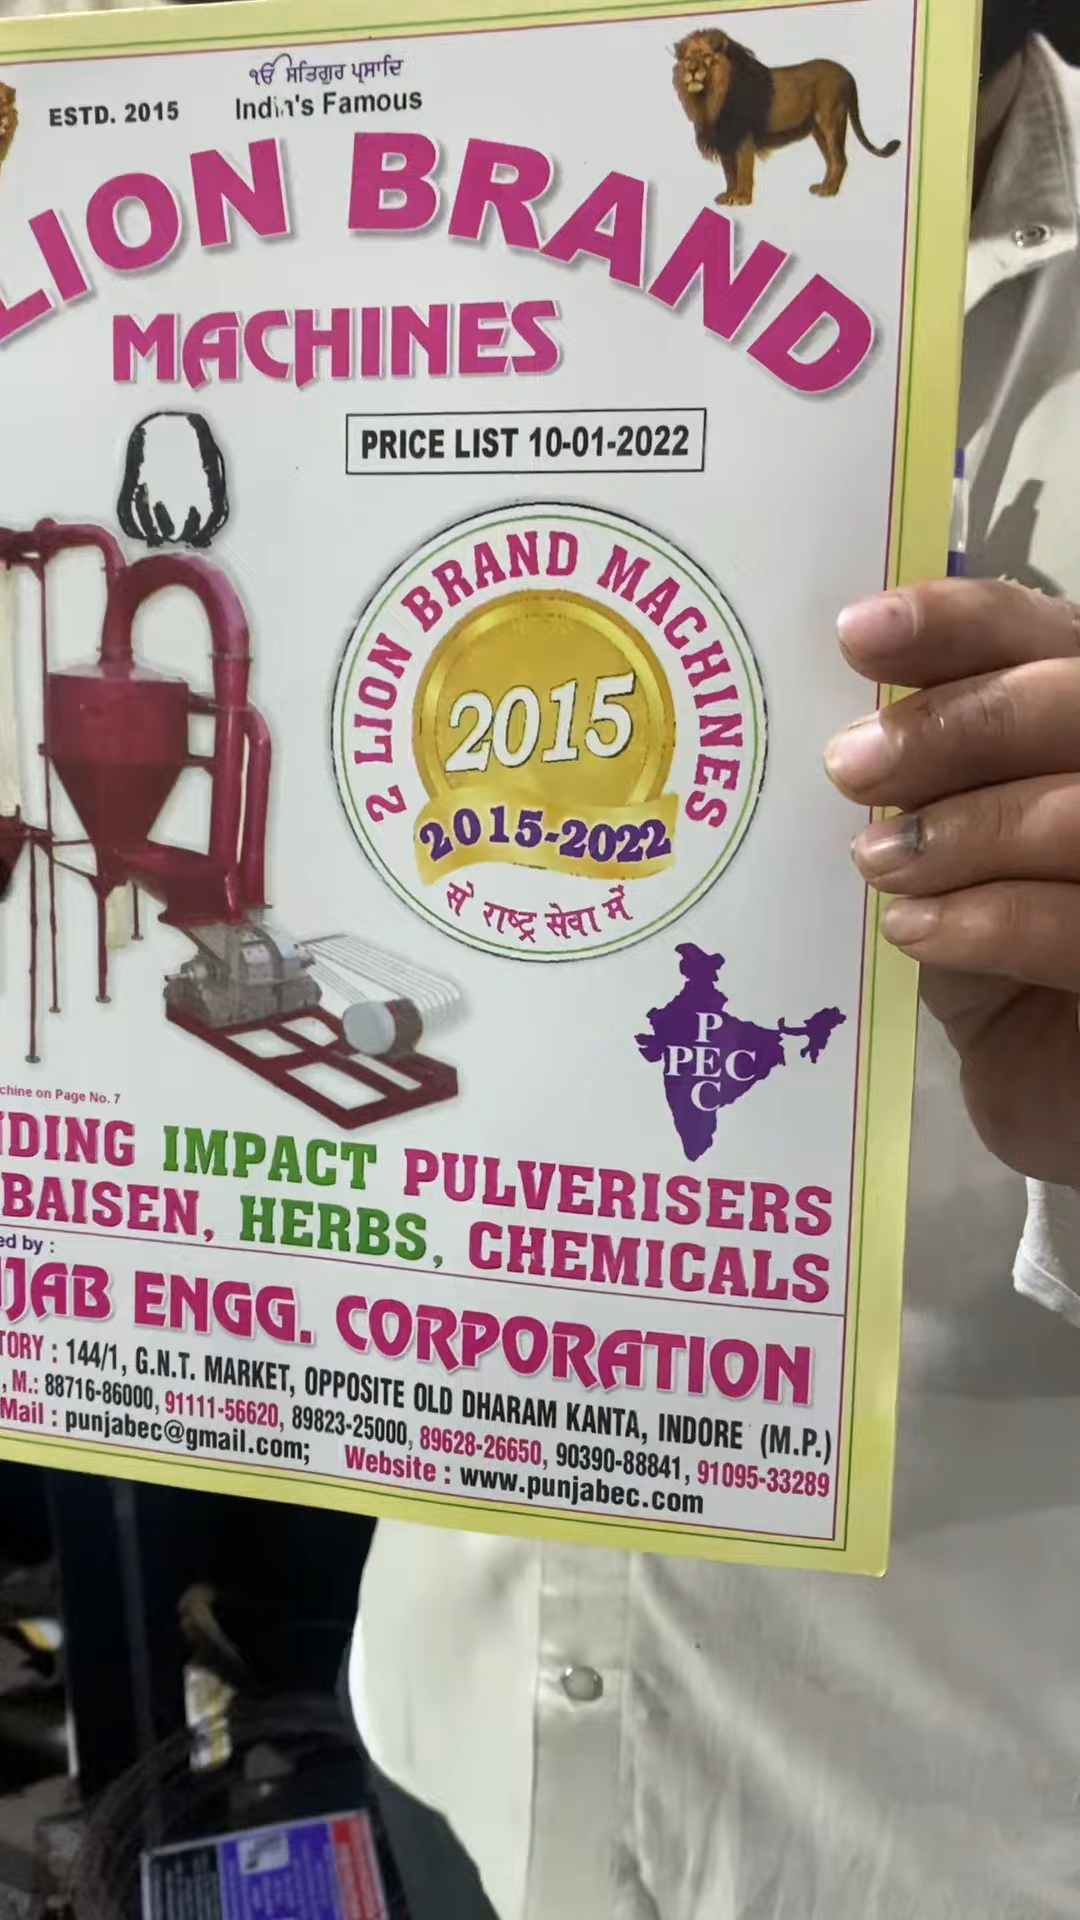 ੴ ਸਤਿਗੁਰ ਪ੍ਰਸਾਦਿ
ESTD. 2015
India's Famous
LION BRAND
MACHINES
PRICE LIST 10-01-2022
2 LION BRAND MACHINES
2015
2015-2022
से राष्ट्र सेवा में
P
PEC
C
chine on Page No. 7
DING IMPACT PULVERISERS
BAISEN, HERBS, CHEMICALS
ed by :
JAB ENGG. CORPORATION
TORY : 144/1, G.N.T. MARKET, OPPOSITE OLD DHARAM KANTA, INDORE (M.P.)
, M.: 88716-86000, 91111-56620, 89823-25000, 89628-26650, 90390-88841, 91095-33289
Mail : punjabec@gmail.com; Website : www.punjabec.com